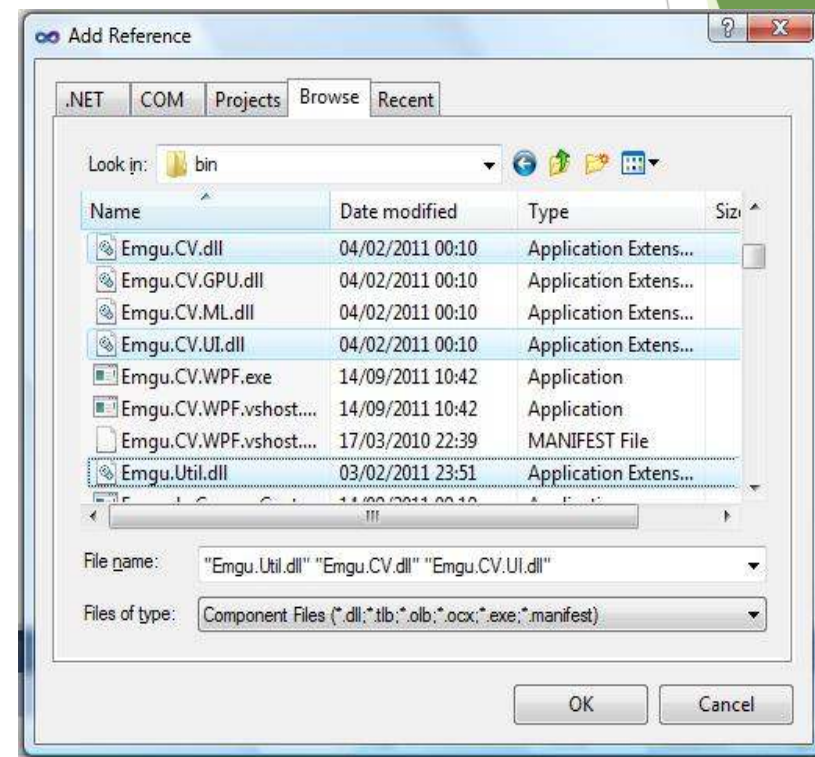 Add Reference
.NET COM Projects Browse Recent
Look in: bin
Name Date modified Type Siz
Emgu.CV.dll 04/02/2011 00:10 Application Extens...
Emgu.CV.GPU.dll 04/02/2011 00:10 Application Extens...
Emgu.CV.ML.dll 04/02/2011 00:10 Application Extens...
Emgu.CV.UI.dll 04/02/2011 00:10 Application Extens...
Emgu.CV.WPF.exe 14/09/2011 10:42 Application
Emgu.CV.WPF.vshost.... 14/09/2011 10:42 Application
Emgu.CV.WPF.vshost.... 17/03/2010 22:39 MANIFEST File
Emgu.Util.dll 03/02/2011 23:51 Application Extens...
File name: "Emgu.Util.dll" "Emgu.CV.dll" "Emgu.CV.UI.dll"
Files of type: Component Files (*.dll;*.tlb;*.olb;*.ocx;*.exe;*.manifest)
OK Cancel